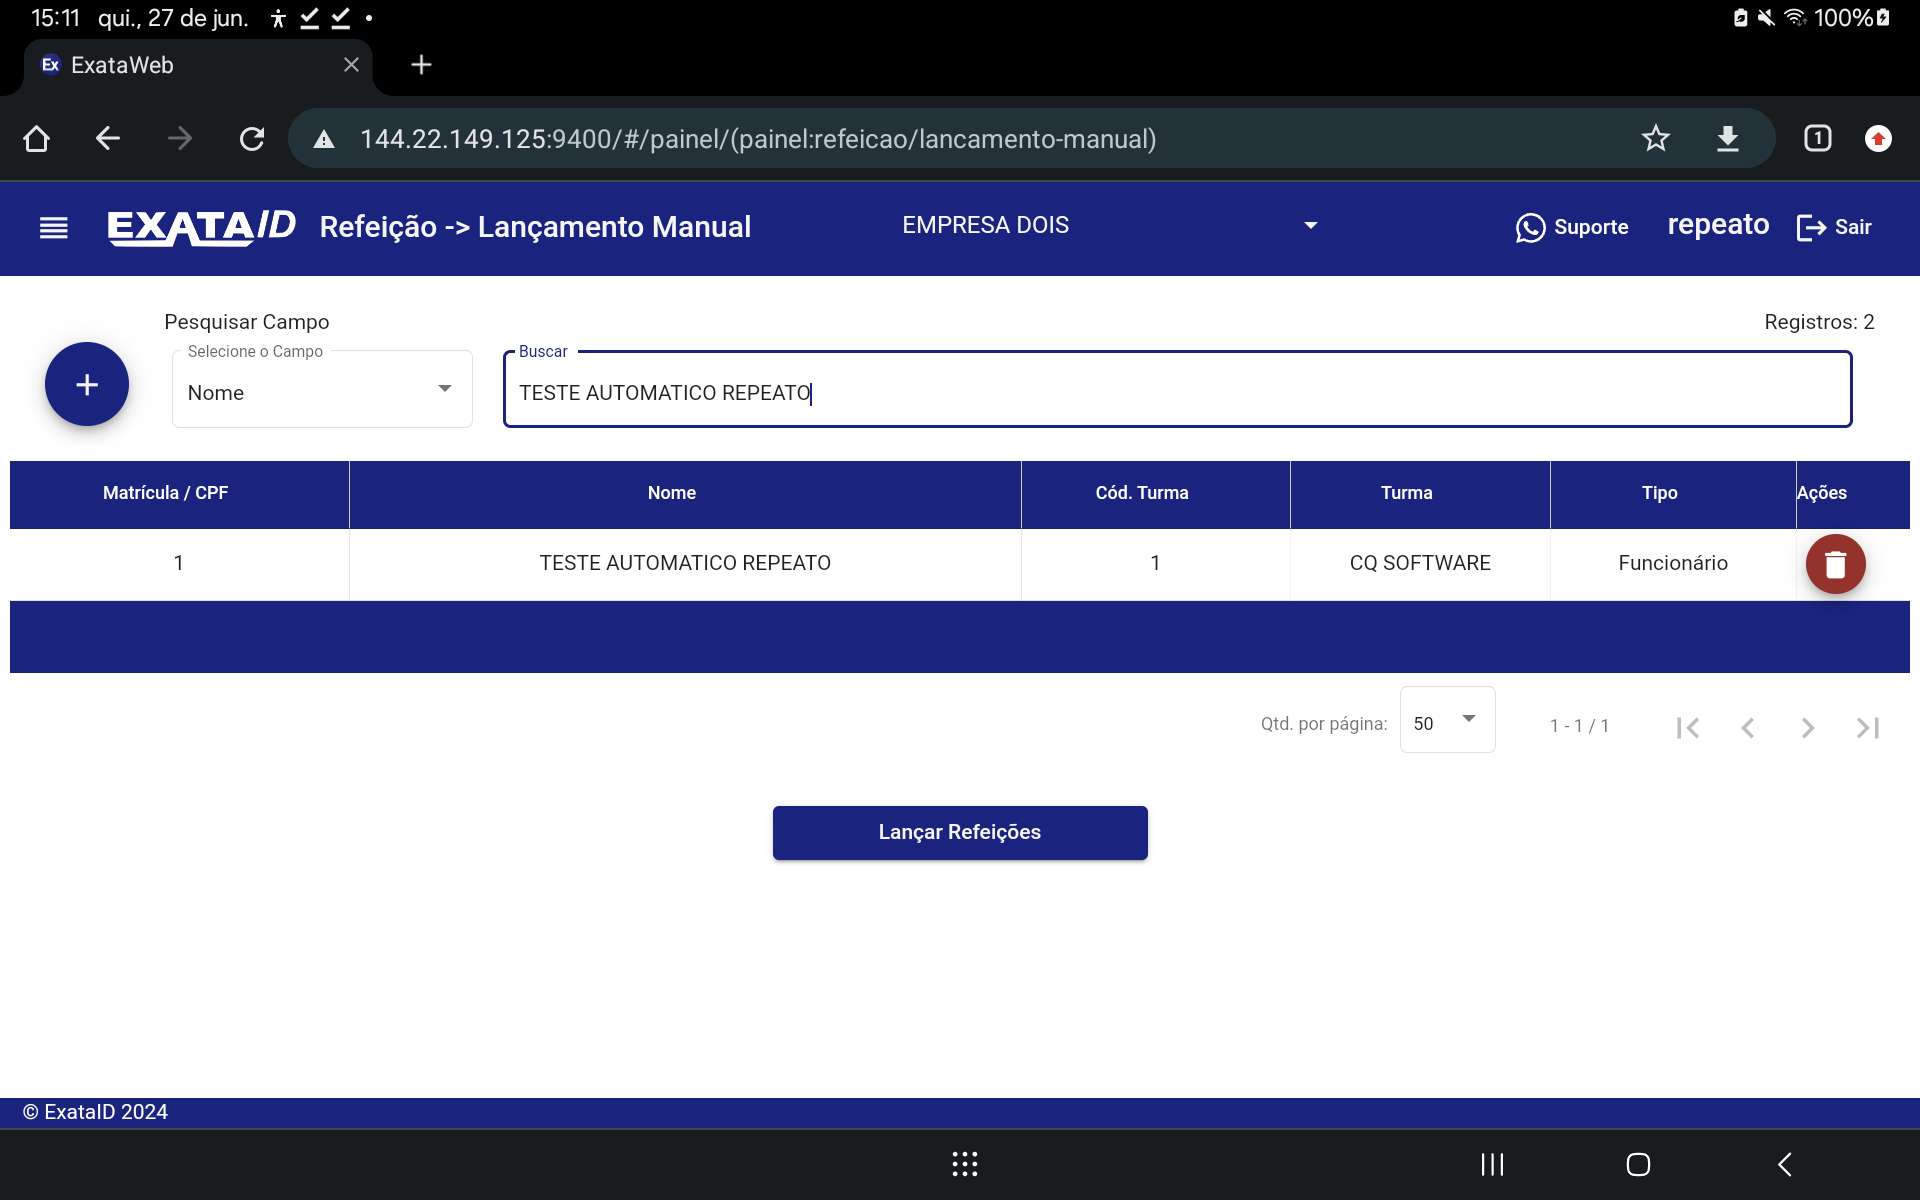 15:11 qui., 27 de jun. 100%
Ex ExataWeb
144.22.149.125:9400/#/painel/(painel:refeicao/lancamento-manual) 1
EXATAID Refeição -> Lançamento Manual EMPRESA DOIS Suporte repeato Sair
Pesquisar Campo Registros: 2
Selecione o Campo Buscar
Nome TESTE AUTOMATICO REPEATO
Matrícula / CPF Nome Cód. Turma Turma Tipo Ações
1 TESTE AUTOMATICO REPEATO 1 CQ SOFTWARE Funcionário
Qtd. por página: 50 1 - 1 / 1
Lançar Refeições
© ExataID 2024